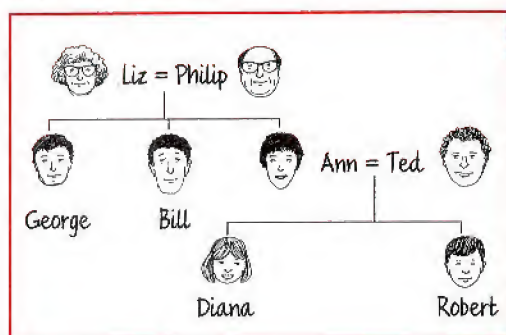 Liz = Philip
Ann = Ted
George
Bill
Diana
Robert